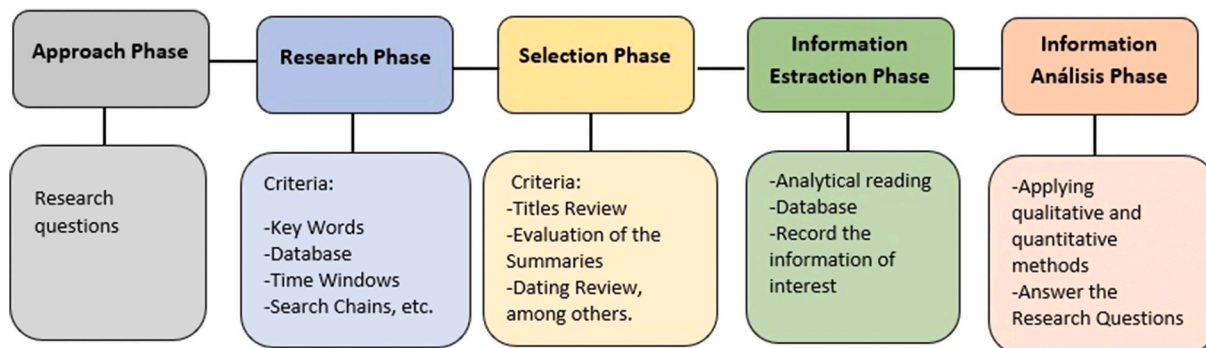 Approach Phase
Research Phase
Selection Phase
Information
Estraction Phase
Information
Análisis Phase
Research
questions
Criteria:
-Key Words
-Database
-Time Windows
-Search Chains, etc.
Criteria:
-Titles Review
-Evaluation of the
Summaries
-Dating Review,
among others.
-Analytical reading
-Database
-Record the
information of
interest
-Applying
qualitative and
quantitative
methods
-Answer the
Research Questions